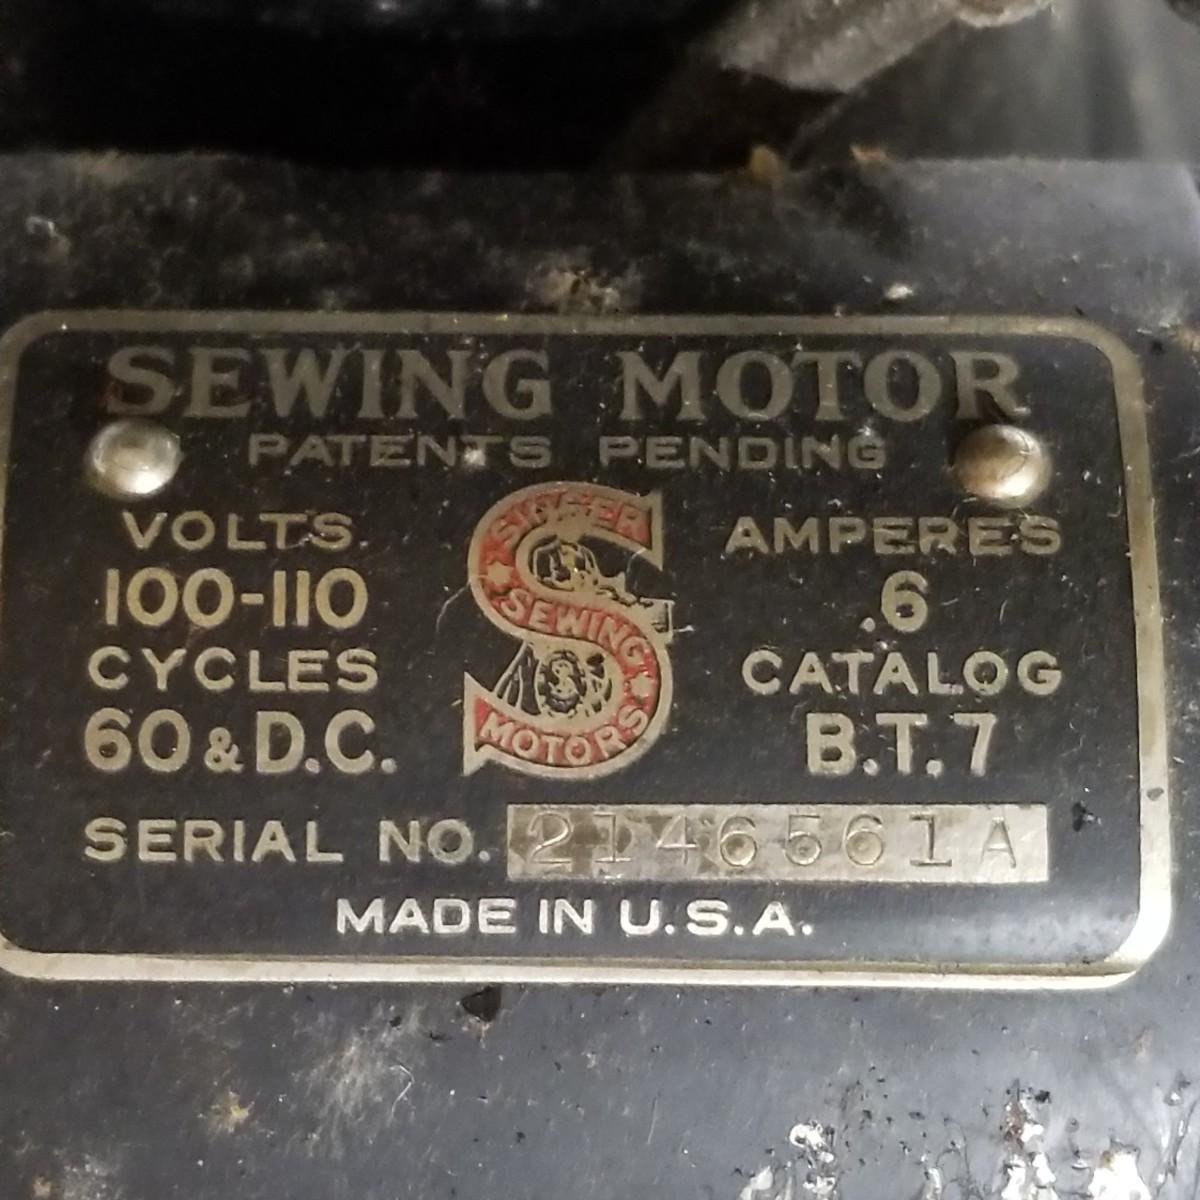 SEWING MOTOR
PATENTS PENDING
VOLTS
100-110
CYCLES
60 & D.C.
SINGER
SEWING
MOTORS
S
AMPERES
.6
CATALOG
B.T.7
SERIAL NO. 2146561A
MADE IN U.S.A.